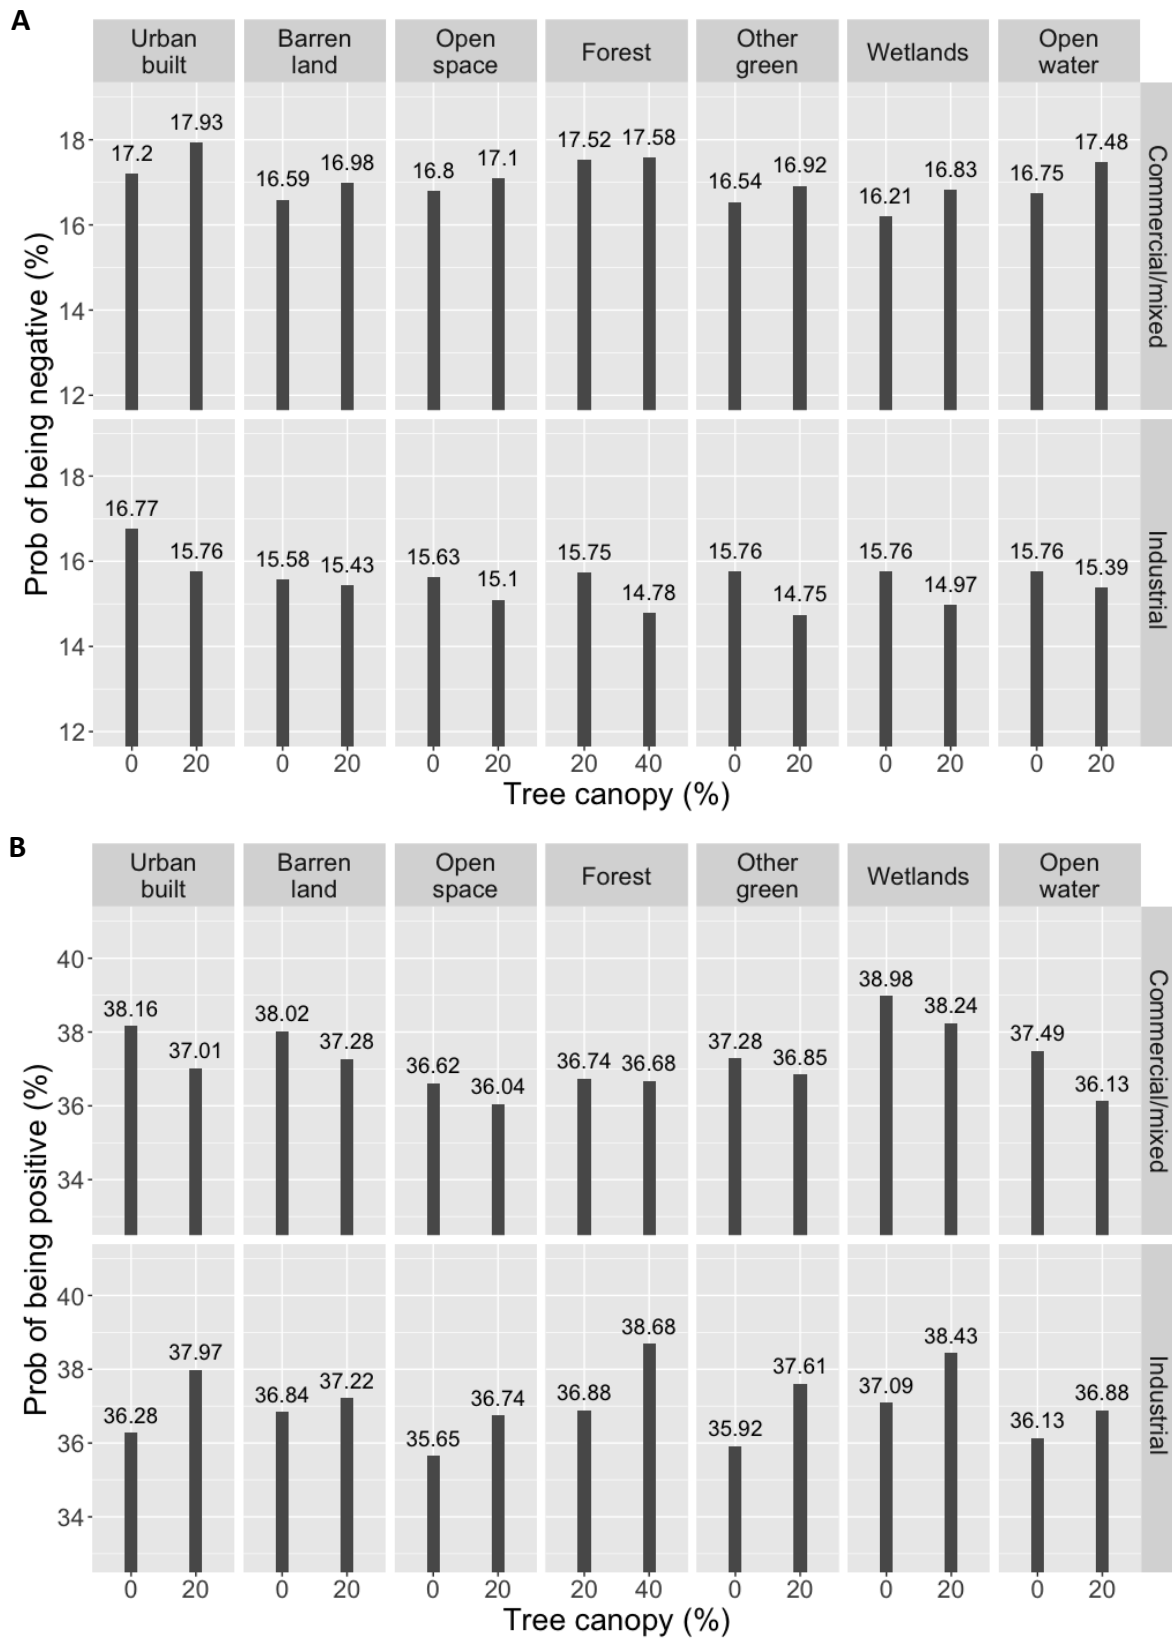 A
Urban built
Barren land
Open space
Forest
Other green
Wetlands
Open water
Prob of being negative (%)
18
16
14
12
17.2 17.93
16.59 16.98
16.8 17.1
17.52 17.58
16.54 16.92
16.21 16.83
16.75 17.48
Commercial/mixed
18
16
14
12
16.77 15.76
15.58 15.43
15.63 15.1
15.75 14.78
15.76 14.75
15.76 14.97
15.76 15.39
Industrial
0 20 0 20 0 20 20 40 0 20 0 20 0 20
Tree canopy (%)
B
Urban built
Barren land
Open space
Forest
Other green
Wetlands
Open water
Prob of being positive (%)
40
38
36
34
38.16 37.01
38.02 37.28
36.62 36.04
36.74 36.68
37.28 36.85
38.98 38.24
37.49 36.13
Commercial/mixed
40
38
36
34
36.28 37.97
36.84 37.22
35.65 36.74
36.88 38.68
35.92 37.61
37.09 38.43
36.13 36.88
Industrial
0 20 0 20 0 20 20 40 0 20 0 20 0 20
Tree canopy (%)